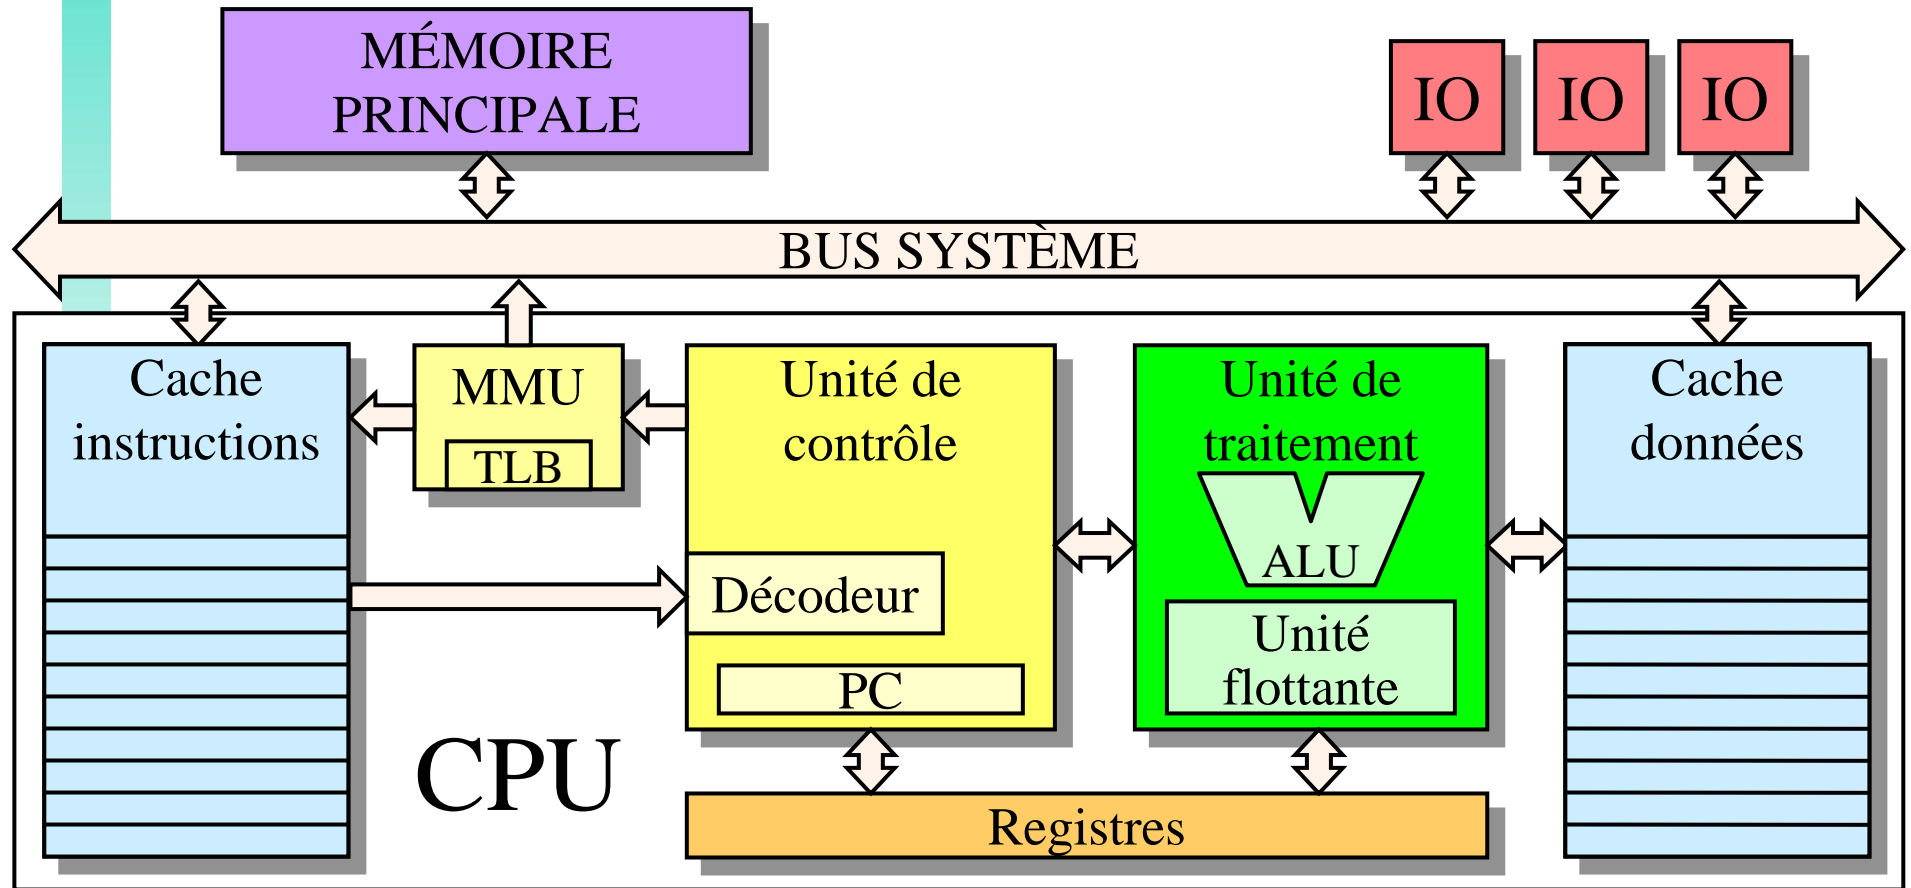 MÉMOIRE
PRINCIPALE
IO
IO
IO
BUS SYSTÈME
Cache
instructions
MMU
TLB
Unité de
contrôle
Décodeur
PC
Unité de
traitement
ALU
Unité
flottante
Cache
données
CPU
Registres